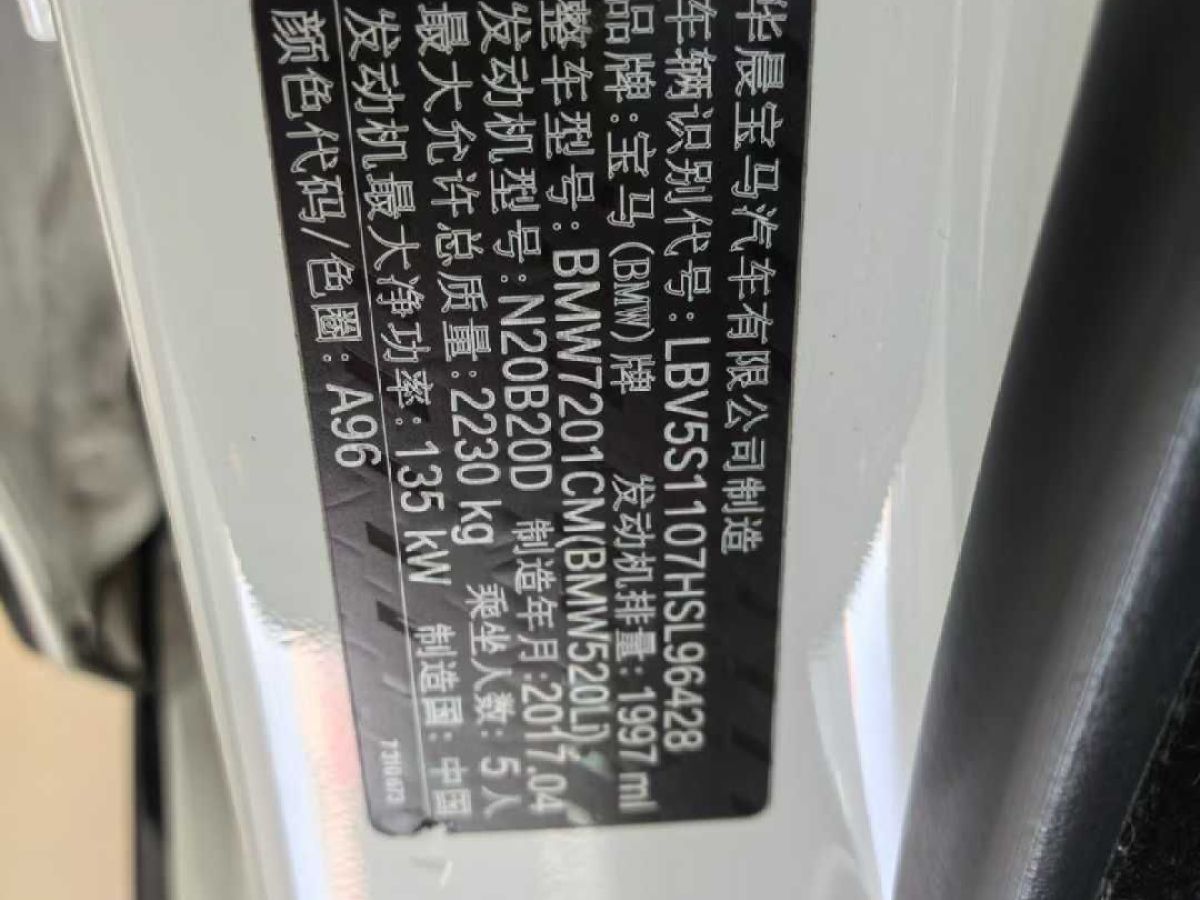 华晨宝马汽车有限公司制造
车辆识别代号:LBV5S1107HSL96428
品牌:宝马(BMW)牌 发动机排量:1997 ml
整车型号:BMW7201CM(BMW520Li)
发动机型号:N20B20D 制造年月:2017.04
最大允许总质量:2230 kg 乘坐人数:5人
发动机最大净功率:135 kW 制造国:中国
颜色代码/色圈:A96